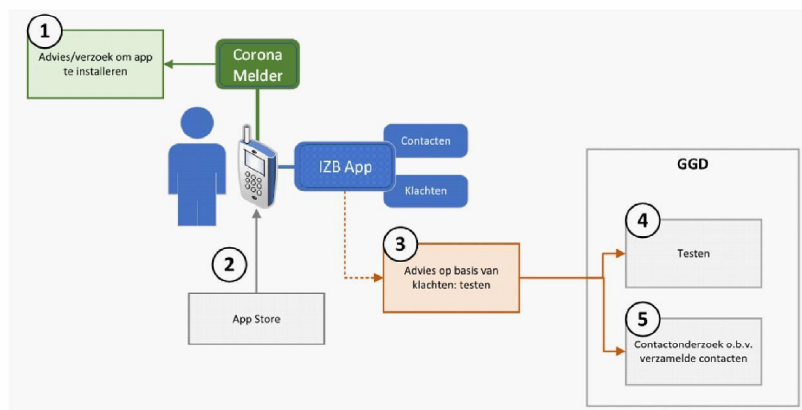 1
Advies/verzoek om app
te installeren
Corona
Melder
IZB App
Contacten
Klachten
2
App Store
3
Advies op basis van
klachten: testen
GGD
4
Testen
5
Contactonderzoek o.b.v.
verzamelde contacten